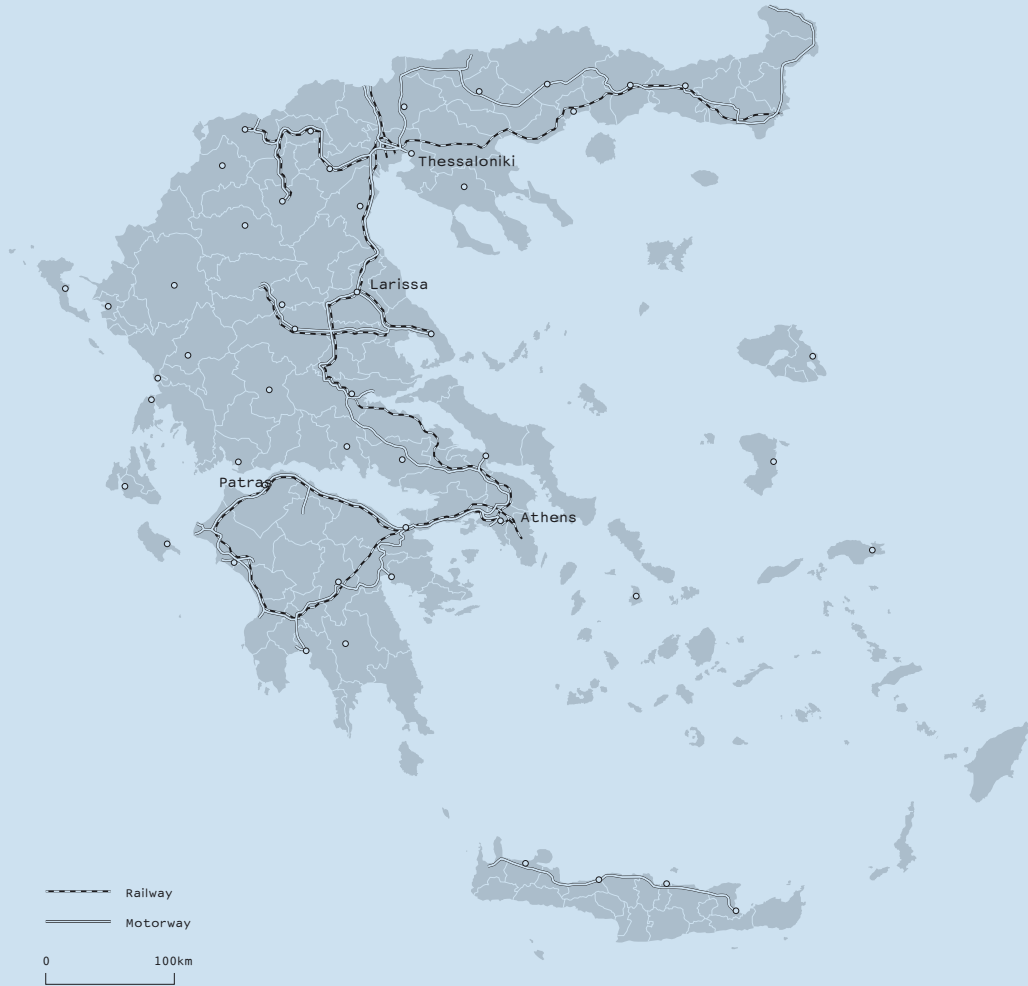 Thessaloniki
Larissa
Patras
Athens
Railway
Motorway
0 100km